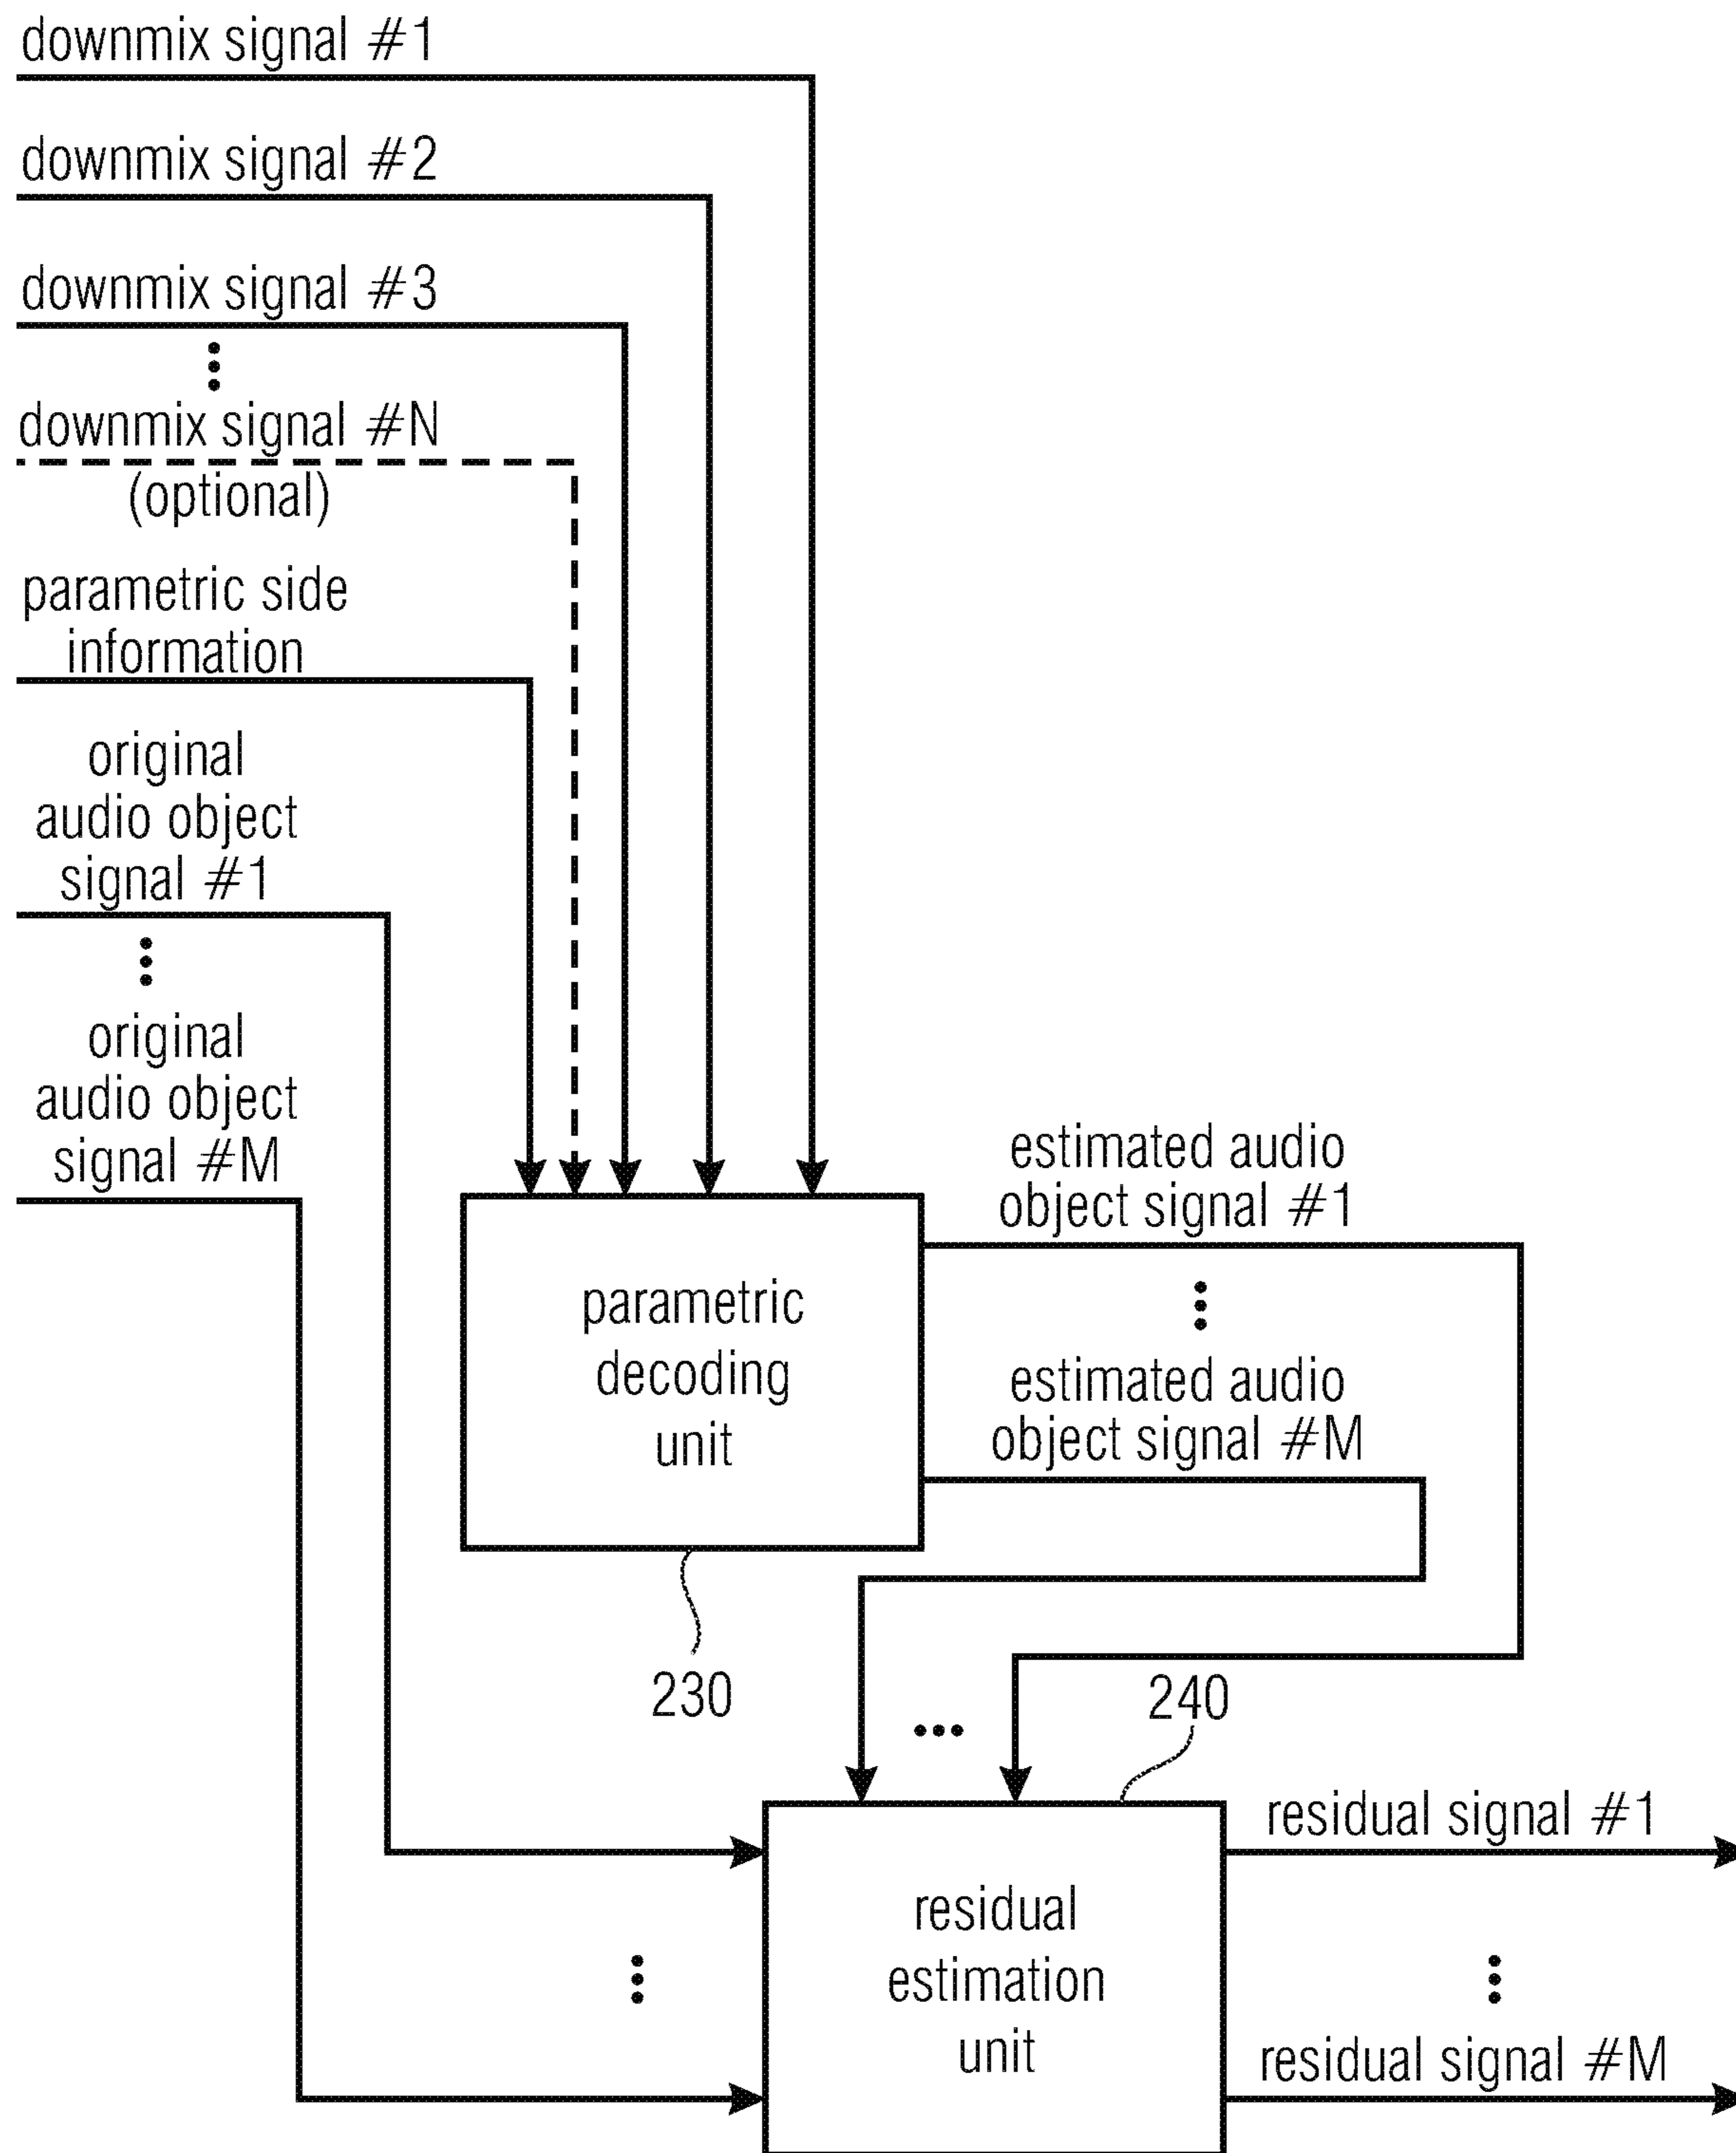 downmix signal #1
downmix signal #2
downmix signal #3
downmix signal #N
(optional)
parametric side
information
original
audio object
signal #1
original
audio object
signal #M
estimated audio
object signal #1
parametric
decoding
unit
estimated audio
object signal #M
230
240
residual signal #1
residual
estimation
unit
residual signal #M